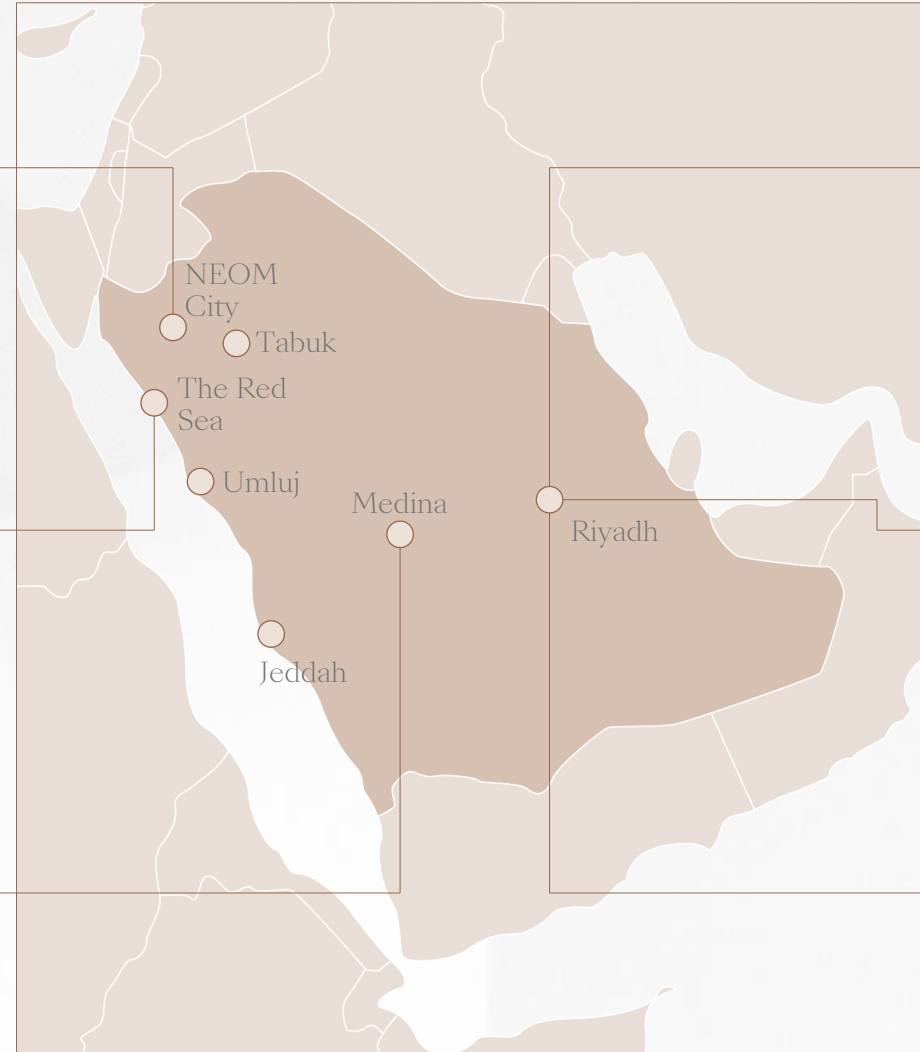 NEOM
City
Tabuk
The Red
Sea
Umluj
Medina
Riyadh
Jeddah